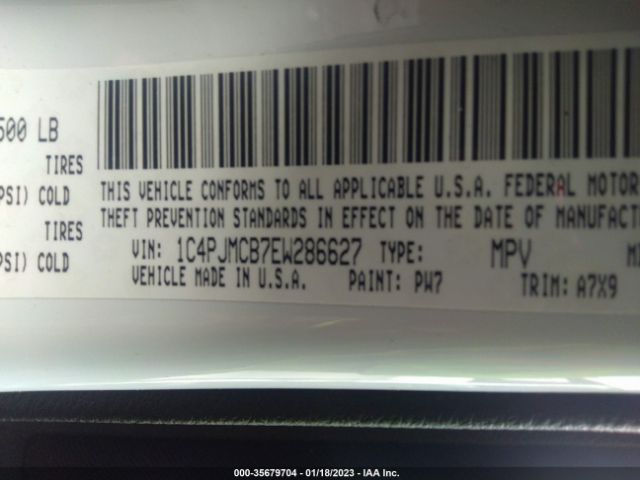 500 LB
TIRES
PSI) COLD
TIRES
PSI) COLD
THIS VEHICLE CONFORMS TO ALL APPLICABLE U.S.A. FEDERAL MOTOR
THEFT PREVENTION STANDARDS IN EFFECT ON THE DATE OF MANUFACT
VIN: 1C4PJMCB7EW286627 TYPE: MPV
VEHICLE MADE IN U.S.A. PAINT: PW7 TRIM: A7X9
000-35679704 - 01/18/2023 - IAA Inc.